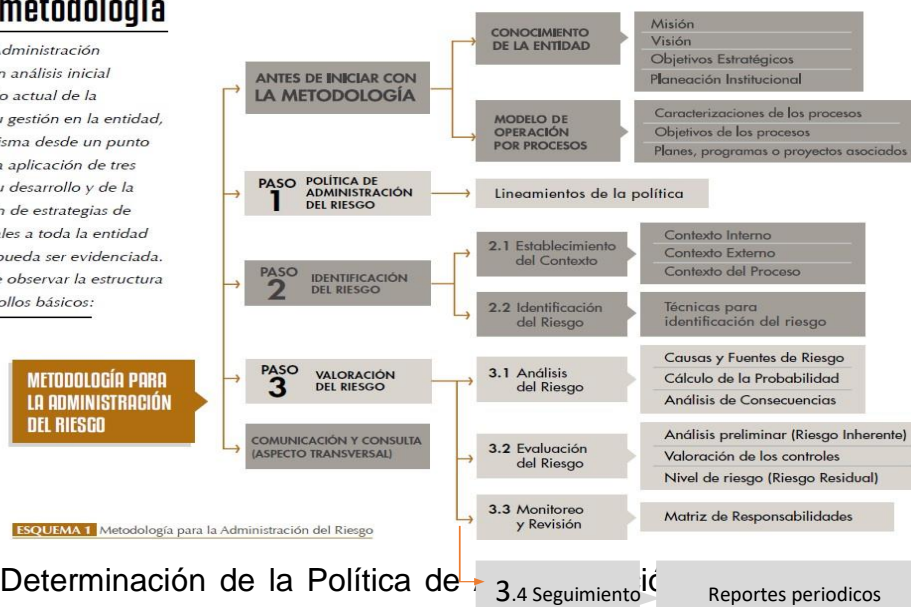 metodología
Administración
n análisis inicial
o actual de la
u gestión en la entidad,
isma desde un punto
a aplicación de tres
u desarrollo y de la
n de estrategias de
ales a toda la entidad
pueda ser evidenciada.
e observar la estructura
ollos básicos:
METODOLOGÍA PARA
LA ADMINISTRACIÓN
DEL RIESGO
ANTES DE INICIAR CON
LA METODOLOGÍA
CONOCIMIENTO
DE LA ENTIDAD
Misión
Visión
Objetivos Estratégicos
Planeación Institucional
MODELO DE
OPERACIÓN
POR PROCESOS
Caracterizaciones de los procesos
Objetivos de los procesos
Planes, programas o proyectos asociados
PASO 1
POLÍTICA DE
ADMINISTRACIÓN
DEL RIESGO
Lineamientos de la política
PASO 2
IDENTIFICACIÓN
DEL RIESGO
2.1 Establecimiento
del Contexto
Contexto Interno
Contexto Externo
Contexto del Proceso
2.2 Identificación
del Riesgo
Técnicas para
identificación del riesgo
PASO 3
VALORACIÓN
DEL RIESGO
3.1 Análisis
del Riesgo
Causas y Fuentes de Riesgo
Cálculo de la Probabilidad
Análisis de Consecuencias
3.2 Evaluación
del Riesgo
Análisis preliminar (Riesgo Inherente)
Valoración de los controles
Nivel de riesgo (Riesgo Residual)
3.3 Monitoreo
y Revisión
Matriz de Responsabilidades
3.4 Seguimiento
Reportes periodicos
COMUNICACIÓN Y CONSULTA
(ASPECTO TRANSVERSAL)
ESQUEMA 1 Metodología para la Administración del Riesgo
Determinación de la Política de